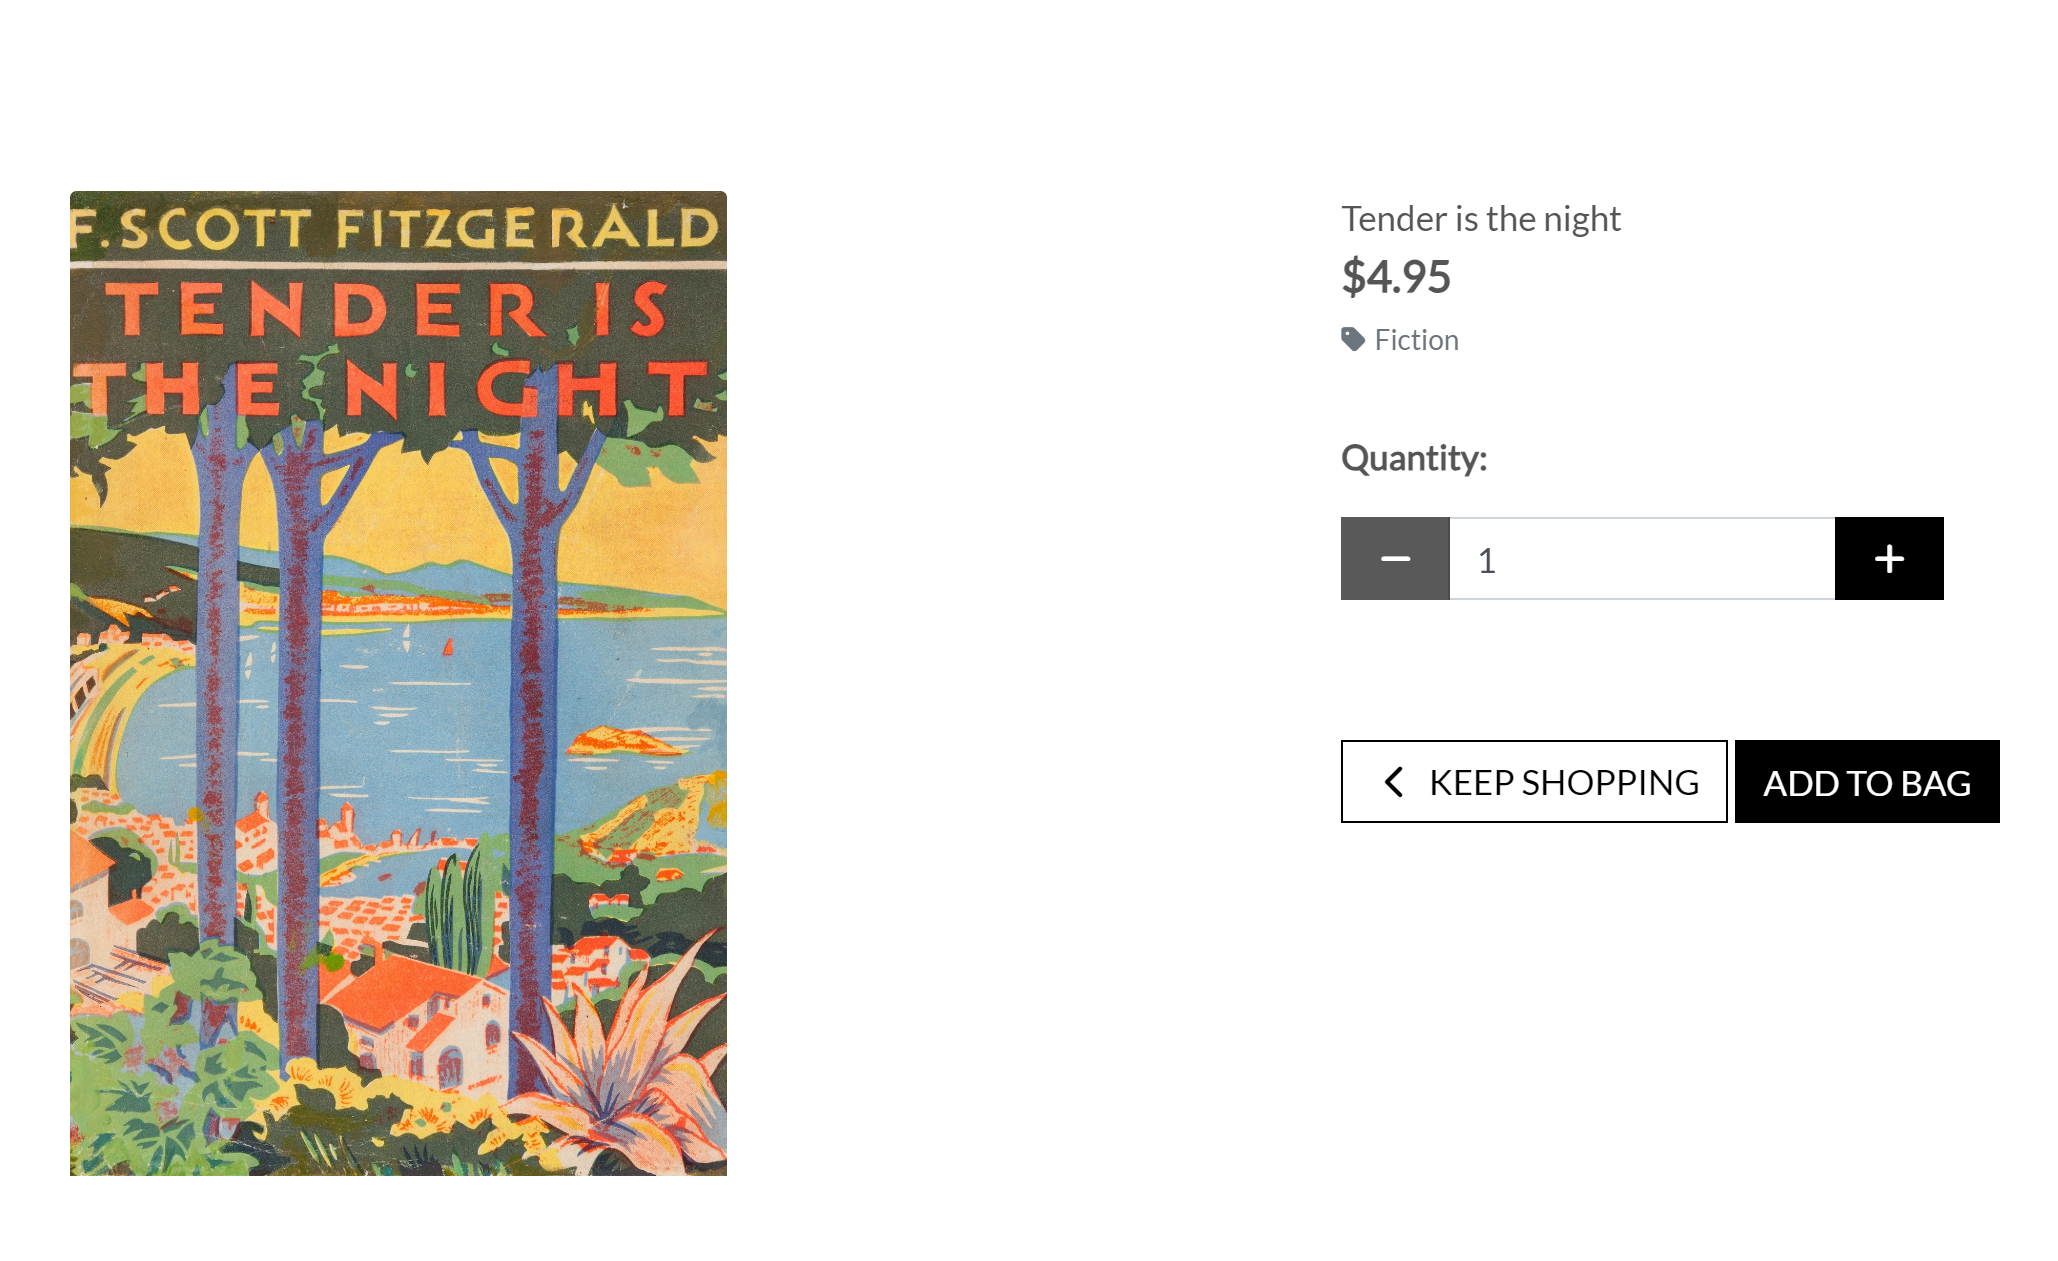 F. SCOTT FITZGERALD
TENDER IS
THE NIGHT
Tender is the night
$4.95
Fiction
Quantity:
1
KEEP SHOPPING
ADD TO BAG